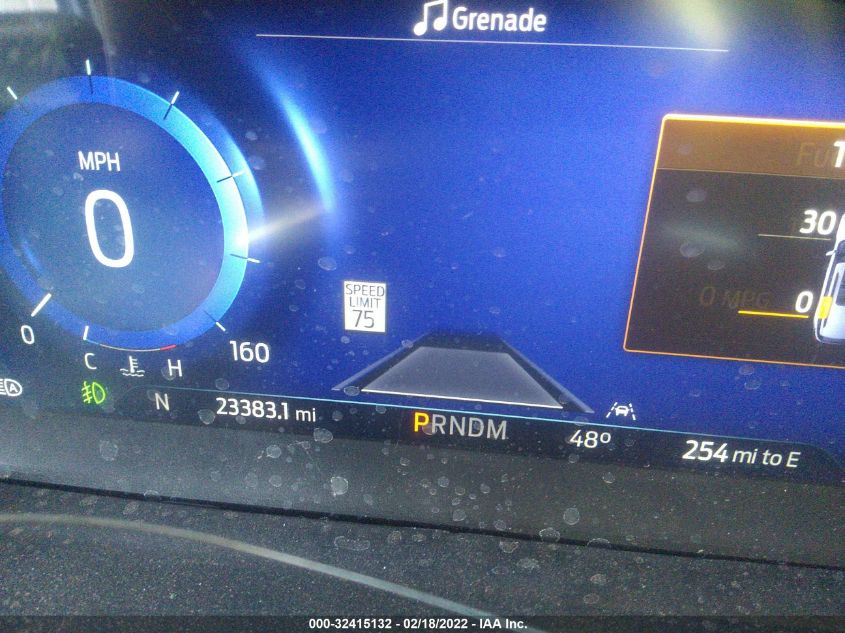 Grenade
MPH
0
0
160
C
H
SPEED
LIMIT
75
30
0 MPG
0
N
23383.1 mi
PRNDM
48º
254 mi to E
000-32415132 - 02/18/2022 - IAA Inc.